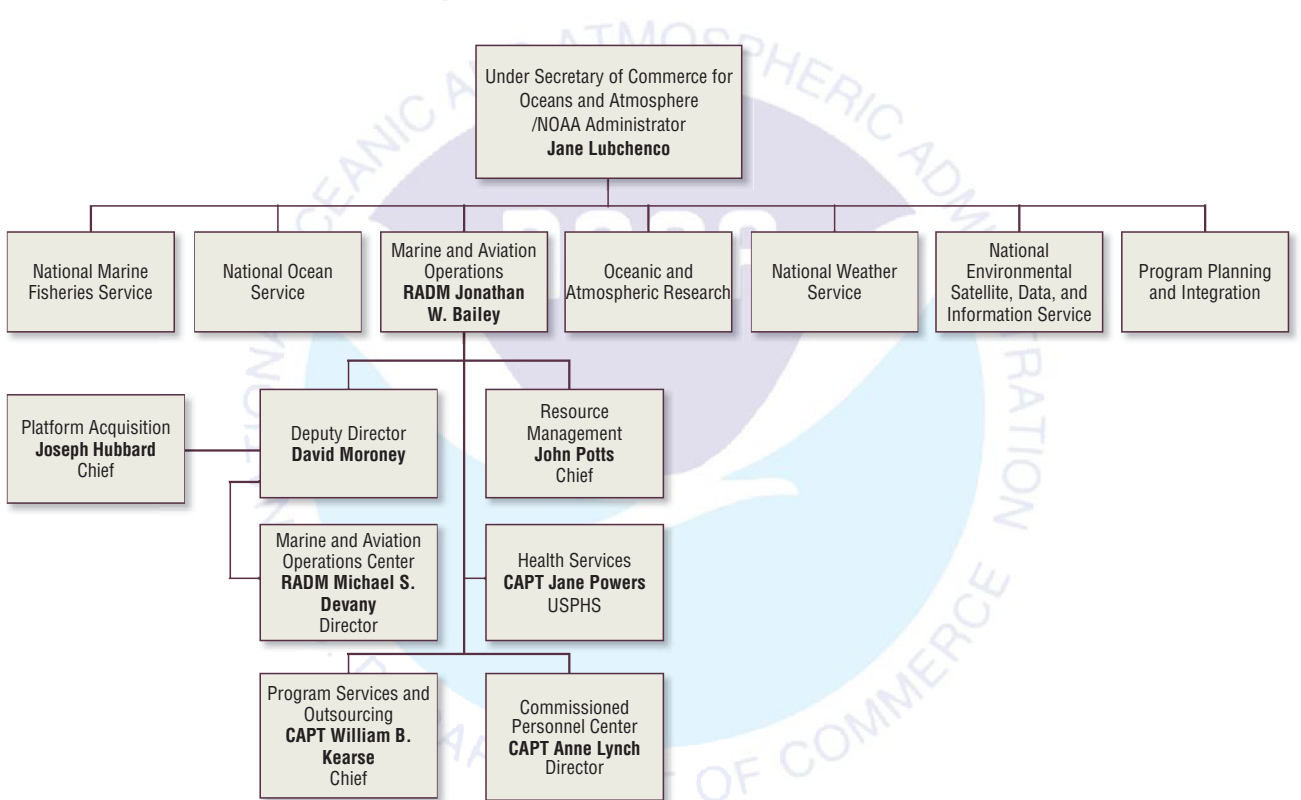 Under Secretary of Commerce for
Oceans and Atmosphere
/NOAA Administrator
Jane Lubchenco
National Marine
Fisheries Service
National Ocean
Service
Marine and Aviation
Operations
RADM Jonathan
W. Bailey
Oceanic and
Atmospheric Research
National Weather
Service
National
Environmental
Satellite, Data, and
Information Service
Program Planning
and Integration
Platform Acquisition
Joseph Hubbard
Chief
Deputy Director
David Moroney
Resource
Management
John Potts
Chief
Marine and Aviation
Operations Center
RADM Michael S.
Devany
Director
Health Services
CAPT Jane Powers
USPHS
Program Services and
Outsourcing
CAPT William B.
Kearse
Chief
Commissioned
Personnel Center
CAPT Anne Lynch
Director
ATMOSPHERIC
OF COMMERCE